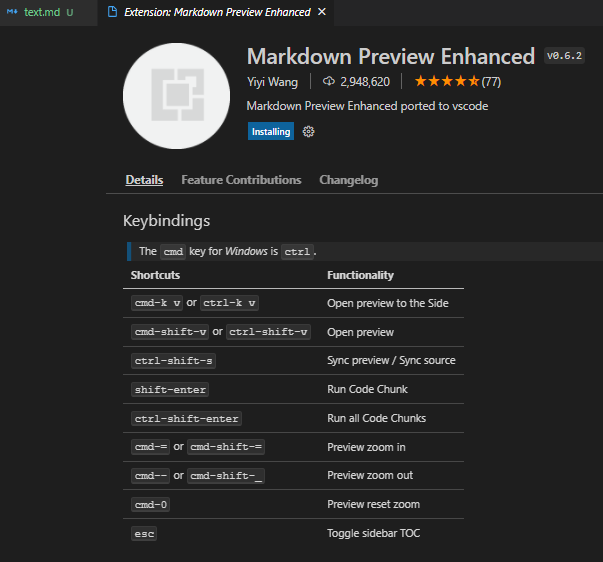 text.md U Extension: Markdown Preview Enhanced
Markdown Preview Enhanced v0.6.2
Yiyi Wang 2,948,620 (77)
Markdown Preview Enhanced ported to vscode
Installing
Details Feature Contributions Changelog
Keybindings
The cmd key for Windows is ctrl.
Shortcuts Functionality
cmd-k v or ctrl-k v Open preview to the Side
cmd-shift-v or ctrl-shift-v Open preview
ctrl-shift-s Sync preview / Sync source
shift-enter Run Code Chunk
ctrl-shift-enter Run all Code Chunks
cmd-= or cmd-shift-= Preview zoom in
cmd-- or cmd-shift-_ Preview zoom out
cmd-0 Preview reset zoom
esc Toggle sidebar TOC